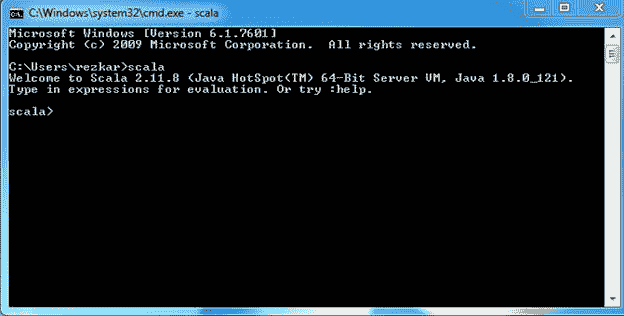 C:\Windows\system32\cmd.exe - scala
Microsoft Windows [Version 6.1.7601]
Copyright (c) 2009 Microsoft Corporation.  All rights reserved.
C:\Users\rezkar>scala
Welcome to Scala 2.11.8 (Java HotSpot(TM) 64-Bit Server VM, Java 1.8.0_121).
Type in expressions for evaluation. Or try :help.
scala>